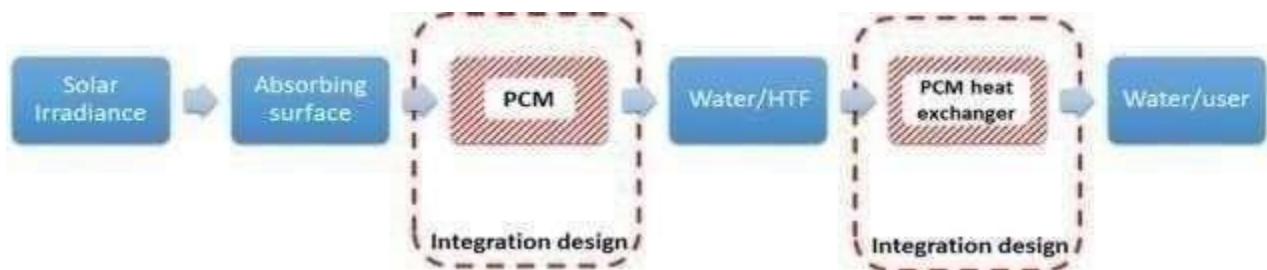 Solar
Irradiance
Absorbing
surface
PCM
Water/HTF
PCM heat
exchanger
Water/user
Integration design
Integration design